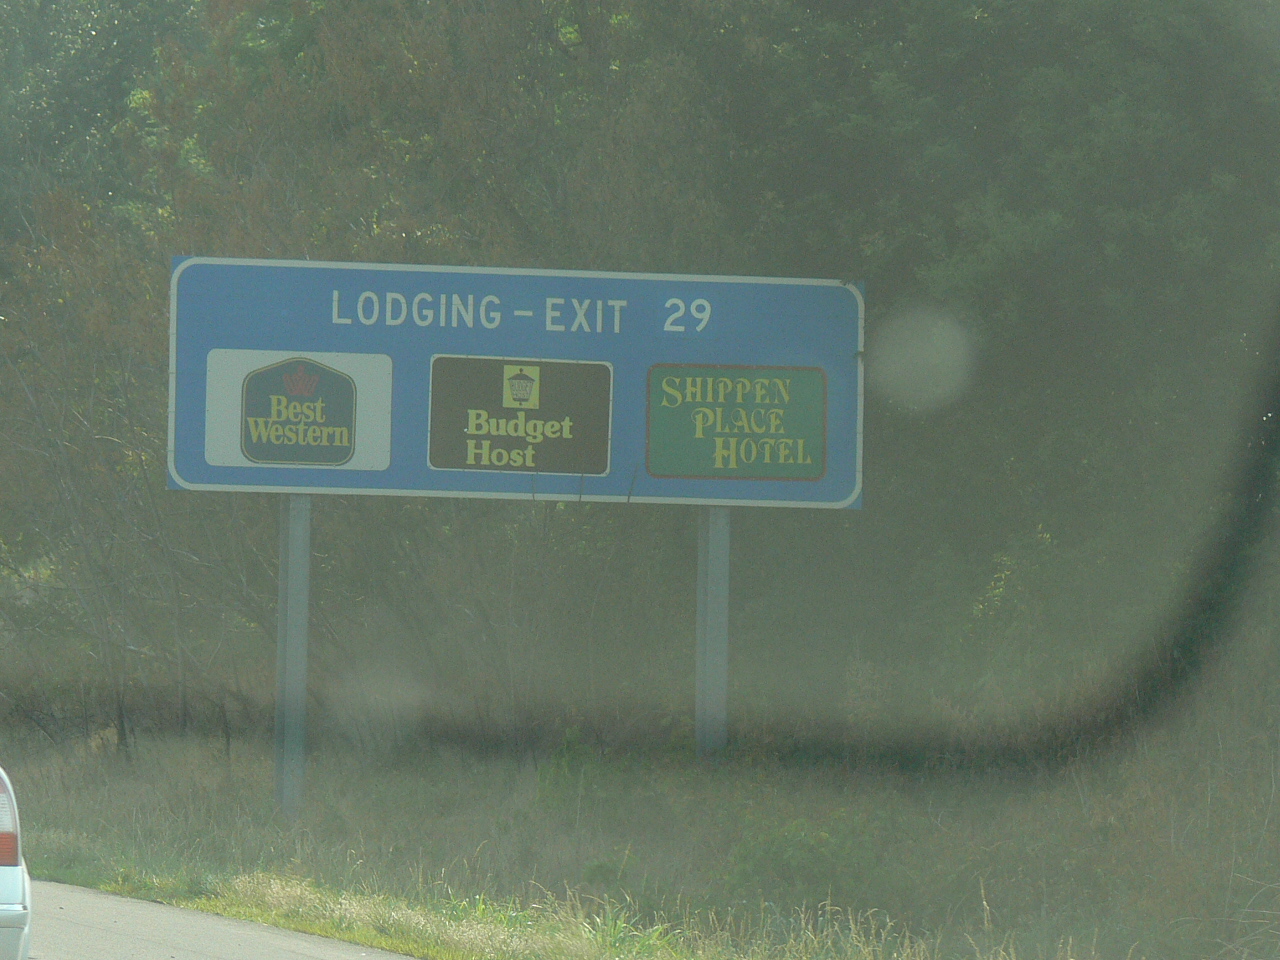 LODGING - EXIT 29
Best
Western
Budget
Host
SHIPPEN
PLACE
HOTEL